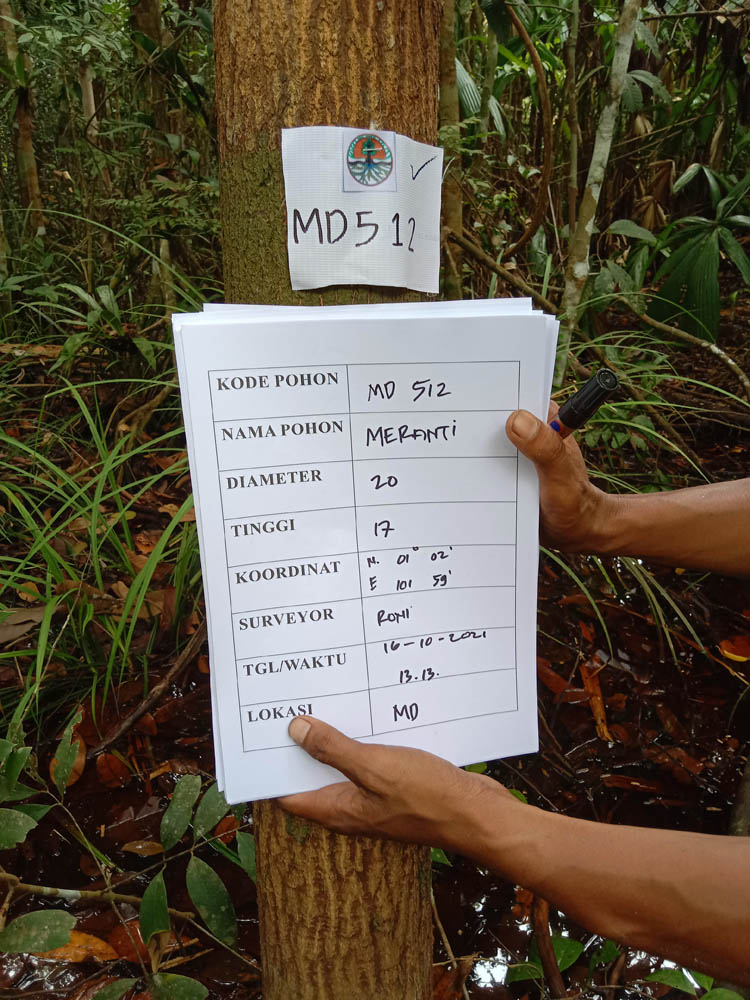 MD512
KODE POHON MD 512
NAMA POHON MERANTi
DIAMETER 20
TINGGI 17
KOORDINAT N. 01° 02'
E 101 59'
SURVEYOR RONI
TGL/WAKTU 16-10-2021
13.13.
LOKASI MD